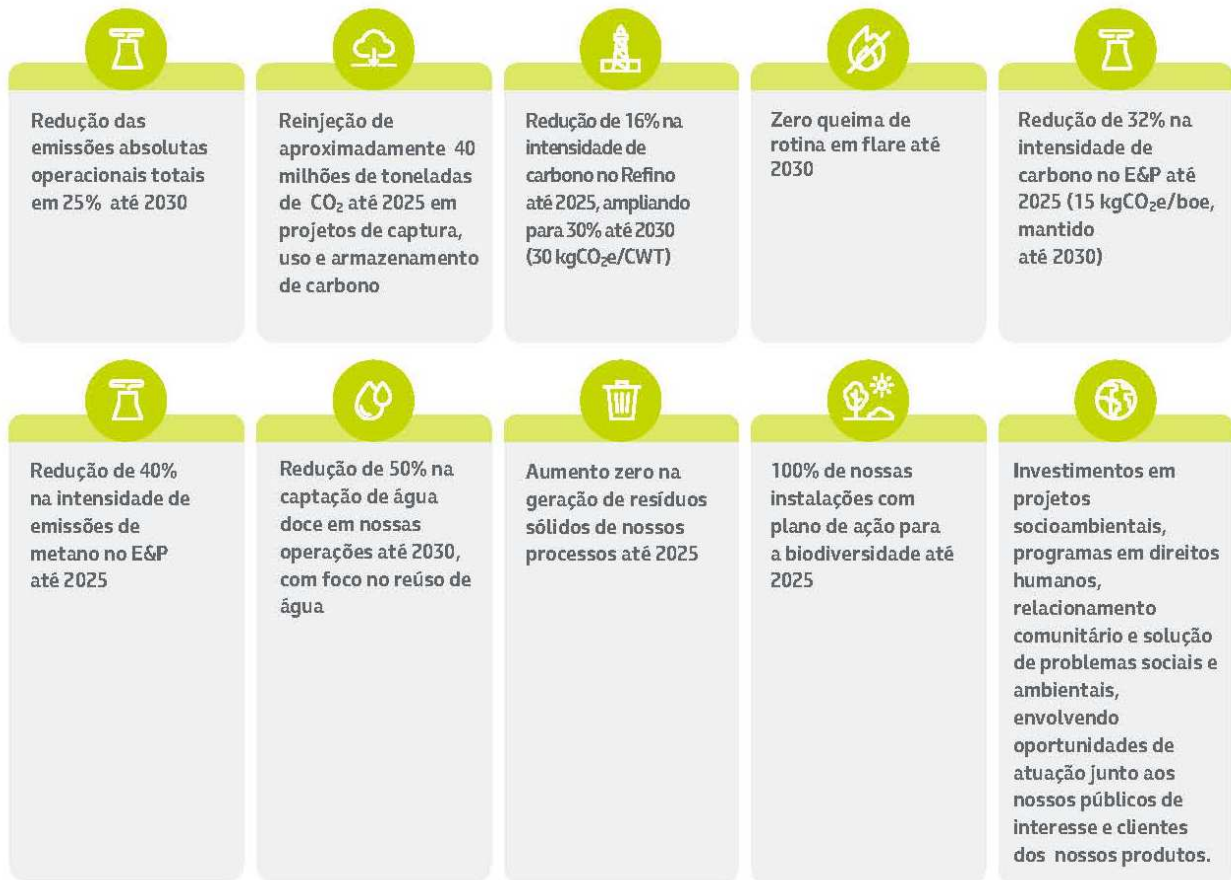 Redução das
emissões absolutas
operacionais totais
em 25% até 2030
Reinjeção de
aproximadamente 40
milhões de toneladas
de CO₂ até 2025 em
projetos de captura,
uso e armazenamento
de carbono
Redução de 16% na
intensidade de
carbono no Refino
até 2025, ampliando
para 30% até 2030
(30 kgCO₂e/CWT)
Zero queima de
rotina em flare até
2030
Redução de 32% na
intensidade de
carbono no E&P até
2025 (15 kgCO₂e/boe,
mantido
até 2030)
Redução de 40%
na intensidade de
emissões de
metano no E&P
até 2025
Redução de 50% na
captação de água
doce em nossas
operações até 2030,
com foco no reúso de
água
Aumento zero na
geração de resíduos
sólidos de nossos
processos até 2025
100% de nossas
instalações com
plano de ação para
a biodiversidade até
2025
Investimentos em
projetos
socioambientais,
programas em direitos
humanos,
relacionamento
comunitário e solução
de problemas sociais e
ambientais,
envolvendo
oportunidades de
atuação junto aos
nossos públicos de
interesse e clientes
dos nossos produtos.